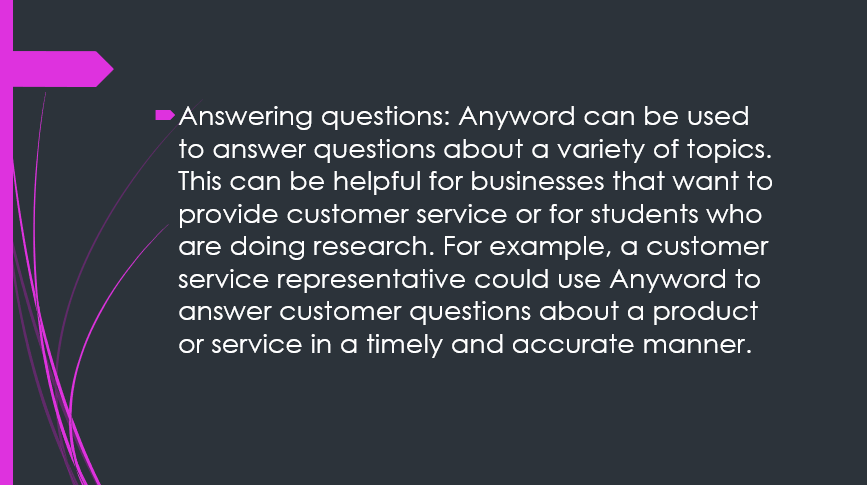 Answering questions: Anyword can be used
to answer questions about a variety of topics.
This can be helpful for businesses that want to
provide customer service or for students who
are doing research. For example, a customer
service representative could use Anyword to
answer customer questions about a product
or service in a timely and accurate manner.